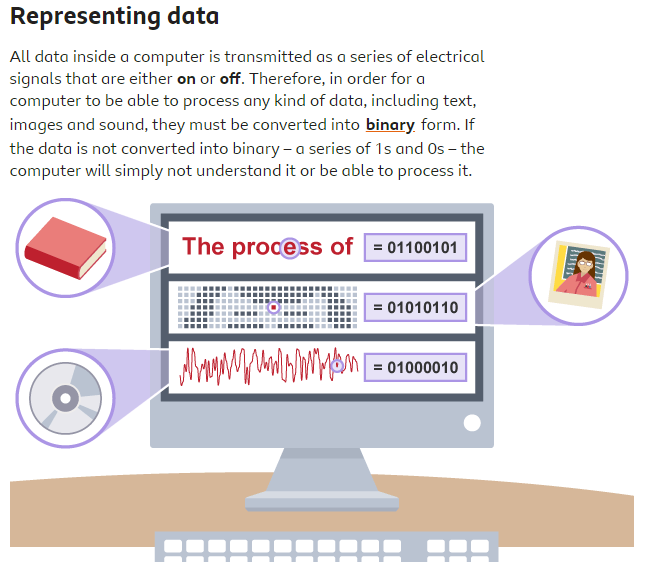 Representing data
All data inside a computer is transmitted as a series of electrical
signals that are either on or off. Therefore, in order for a
computer to be able to process any kind of data, including text,
images and sound, they must be converted into binary form. If
the data is not converted into binary – a series of 1s and 0s – the
computer will simply not understand it or be able to process it.
The process of = 01100101
= 01010110
= 01000010